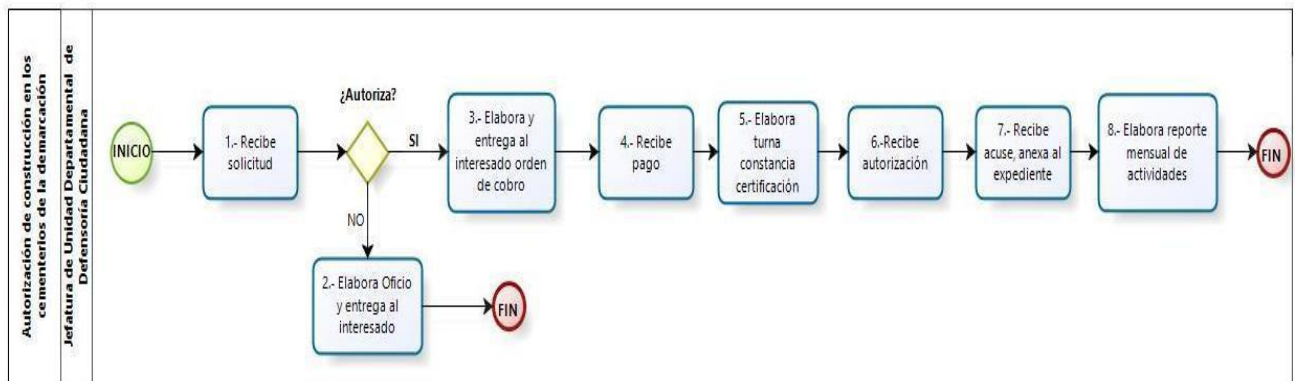 Autorización de construcción en los
cementerios de la demarcación
Jefatura de Unidad Departamental de
Defensoría Ciudadana
INICIO
1.- Recibe
solicitud
¿Autoriza?
SI
NO
2.- Elabora Oficio
y entrega al
interesado
FIN
3.- Elabora y
entrega al
interesado orden
de cobro
4.- Recibe
pago
5.- Elabora
turna
constancia
certificación
6.-Recibe
autorización
7.- Recibe
acuse, anexa al
expediente
8.- Elabora reporte
mensual de
actividades
FIN